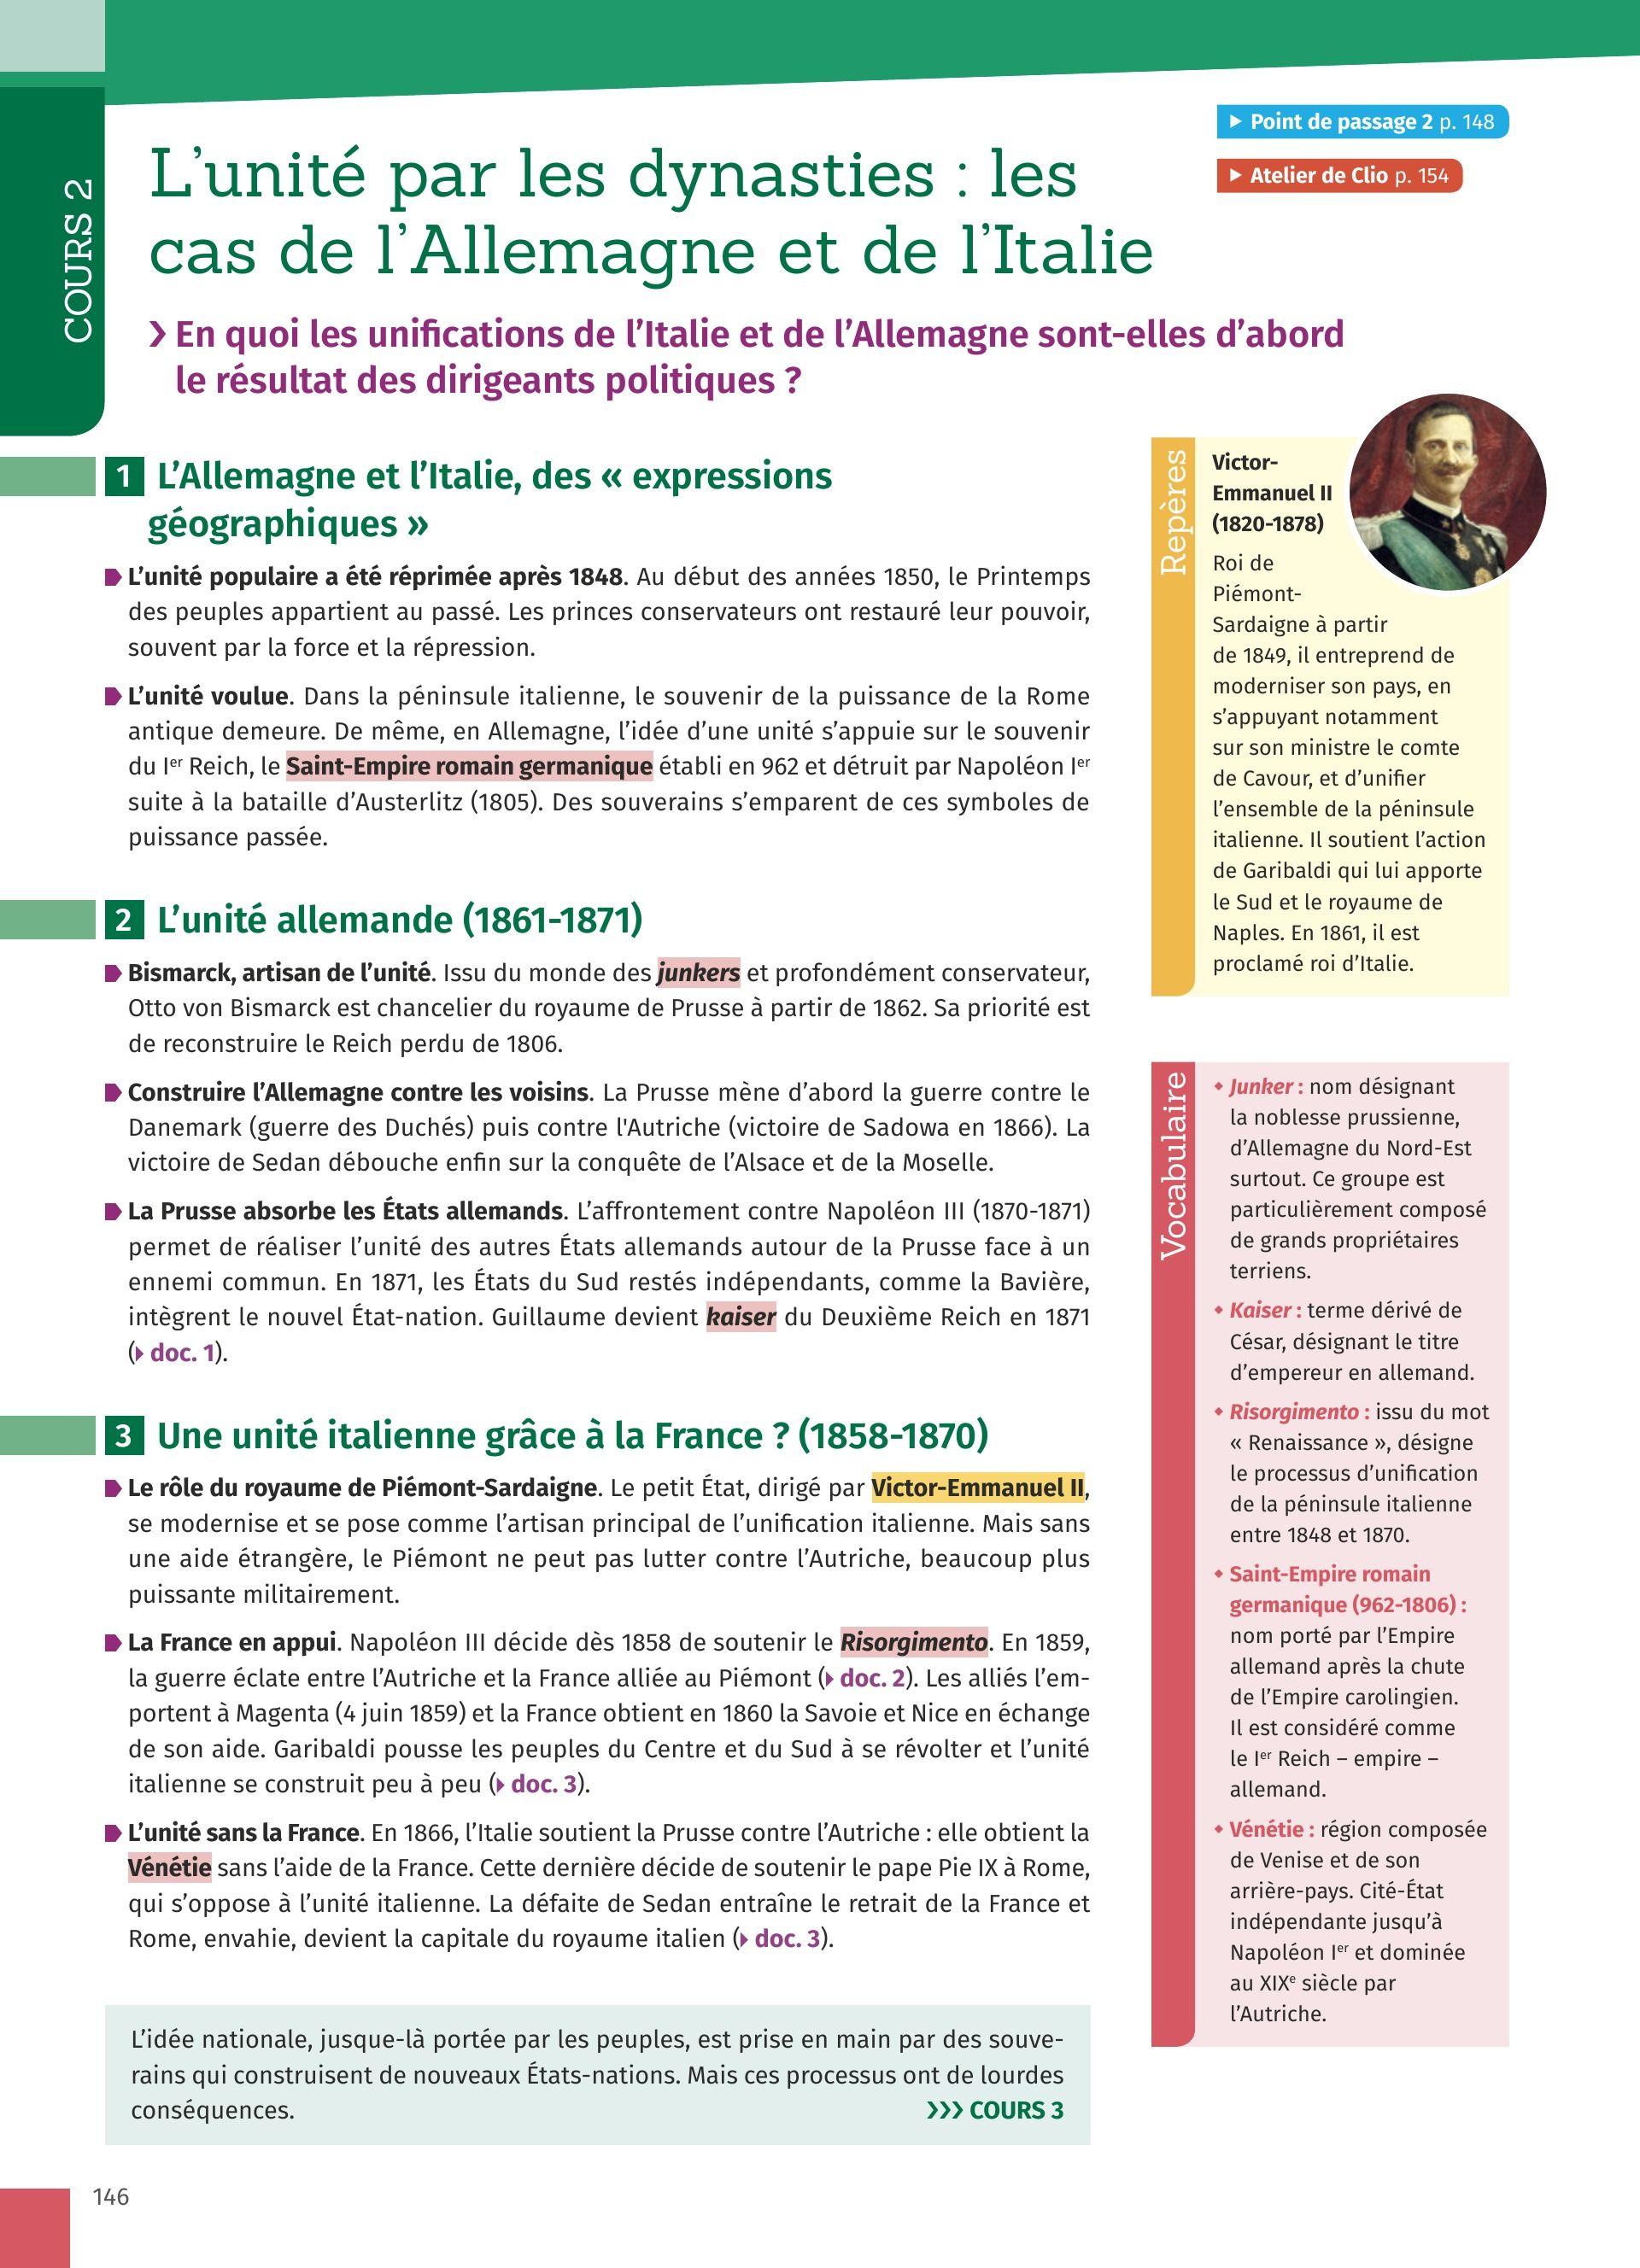 COURS 2
▶ Point de passage 2 p. 148
▶ Atelier de Clio p. 154
L’unité par les dynasties : les
cas de l’Allemagne et de l’Italie
❯ En quoi les unifications de l’Italie et de l’Allemagne sont-elles d’abord
le résultat des dirigeants politiques ?
1 L’Allemagne et l’Italie, des « expressions
géographiques »
L’unité populaire a été réprimée après 1848. Au début des années 1850, le Printemps
des peuples appartient au passé. Les princes conservateurs ont restauré leur pouvoir,
souvent par la force et la répression.
L’unité voulue. Dans la péninsule italienne, le souvenir de la puissance de la Rome
antique demeure. De même, en Allemagne, l’idée d’une unité s’appuie sur le souvenir
du Ier Reich, le Saint-Empire romain germanique établi en 962 et détruit par Napoléon Ier
suite à la bataille d’Austerlitz (1805). Des souverains s’emparent de ces symboles de
puissance passée.
2 L’unité allemande (1861-1871)
Bismarck, artisan de l’unité. Issu du monde des junkers et profondément conservateur,
Otto von Bismarck est chancelier du royaume de Prusse à partir de 1862. Sa priorité est
de reconstruire le Reich perdu de 1806.
Construire l’Allemagne contre les voisins. La Prusse mène d’abord la guerre contre le
Danemark (guerre des Duchés) puis contre l'Autriche (victoire de Sadowa en 1866). La
victoire de Sedan débouche enfin sur la conquête de l’Alsace et de la Moselle.
La Prusse absorbe les États allemands. L’affrontement contre Napoléon III (1870-1871)
permet de réaliser l’unité des autres États allemands autour de la Prusse face à un
ennemi commun. En 1871, les États du Sud restés indépendants, comme la Bavière,
intègrent le nouvel État-nation. Guillaume devient kaiser du Deuxième Reich en 1871
(▸ doc. 1).
3 Une unité italienne grâce à la France ? (1858-1870)
Le rôle du royaume de Piémont-Sardaigne. Le petit État, dirigé par Victor-Emmanuel II,
se modernise et se pose comme l’artisan principal de l’unification italienne. Mais sans
une aide étrangère, le Piémont ne peut pas lutter contre l’Autriche, beaucoup plus
puissante militairement.
La France en appui. Napoléon III décide dès 1858 de soutenir le Risorgimento. En 1859,
la guerre éclate entre l’Autriche et la France alliée au Piémont (▸ doc. 2). Les alliés l’em-
portent à Magenta (4 juin 1859) et la France obtient en 1860 la Savoie et Nice en échange
de son aide. Garibaldi pousse les peuples du Centre et du Sud à se révolter et l’unité
italienne se construit peu à peu (▸ doc. 3).
L’unité sans la France. En 1866, l’Italie soutient la Prusse contre l’Autriche : elle obtient la
Vénétie sans l’aide de la France. Cette dernière décide de soutenir le pape Pie IX à Rome,
qui s’oppose à l’unité italienne. La défaite de Sedan entraîne le retrait de la France et
Rome, envahie, devient la capitale du royaume italien (▸ doc. 3).
L’idée nationale, jusque-là portée par les peuples, est prise en main par des souve-
rains qui construisent de nouveaux États-nations. Mais ces processus ont de lourdes
conséquences. ❯❯❯ COURS 3
Repères
Victor-
Emmanuel II
(1820-1878)
Roi de
Piémont-
Sardaigne à partir
de 1849, il entreprend de
moderniser son pays, en
s’appuyant notamment
sur son ministre le comte
de Cavour, et d’unifier
l’ensemble de la péninsule
italienne. Il soutient l’action
de Garibaldi qui lui apporte
le Sud et le royaume de
Naples. En 1861, il est
proclamé roi d’Italie.
Vocabulaire
◆ Junker : nom désignant
la noblesse prussienne,
d’Allemagne du Nord-Est
surtout. Ce groupe est
particulièrement composé
de grands propriétaires
terriens.
◆ Kaiser : terme dérivé de
César, désignant le titre
d’empereur en allemand.
◆ Risorgimento : issu du mot
« Renaissance », désigne
le processus d’unification
de la péninsule italienne
entre 1848 et 1870.
◆ Saint-Empire romain
germanique (962-1806) :
nom porté par l’Empire
allemand après la chute
de l’Empire carolingien.
Il est considéré comme
le Ier Reich – empire –
allemand.
◆ Vénétie : région composée
de Venise et de son
arrière-pays. Cité-État
indépendante jusqu’à
Napoléon Ier et dominée
au XIXe siècle par
l’Autriche.
146